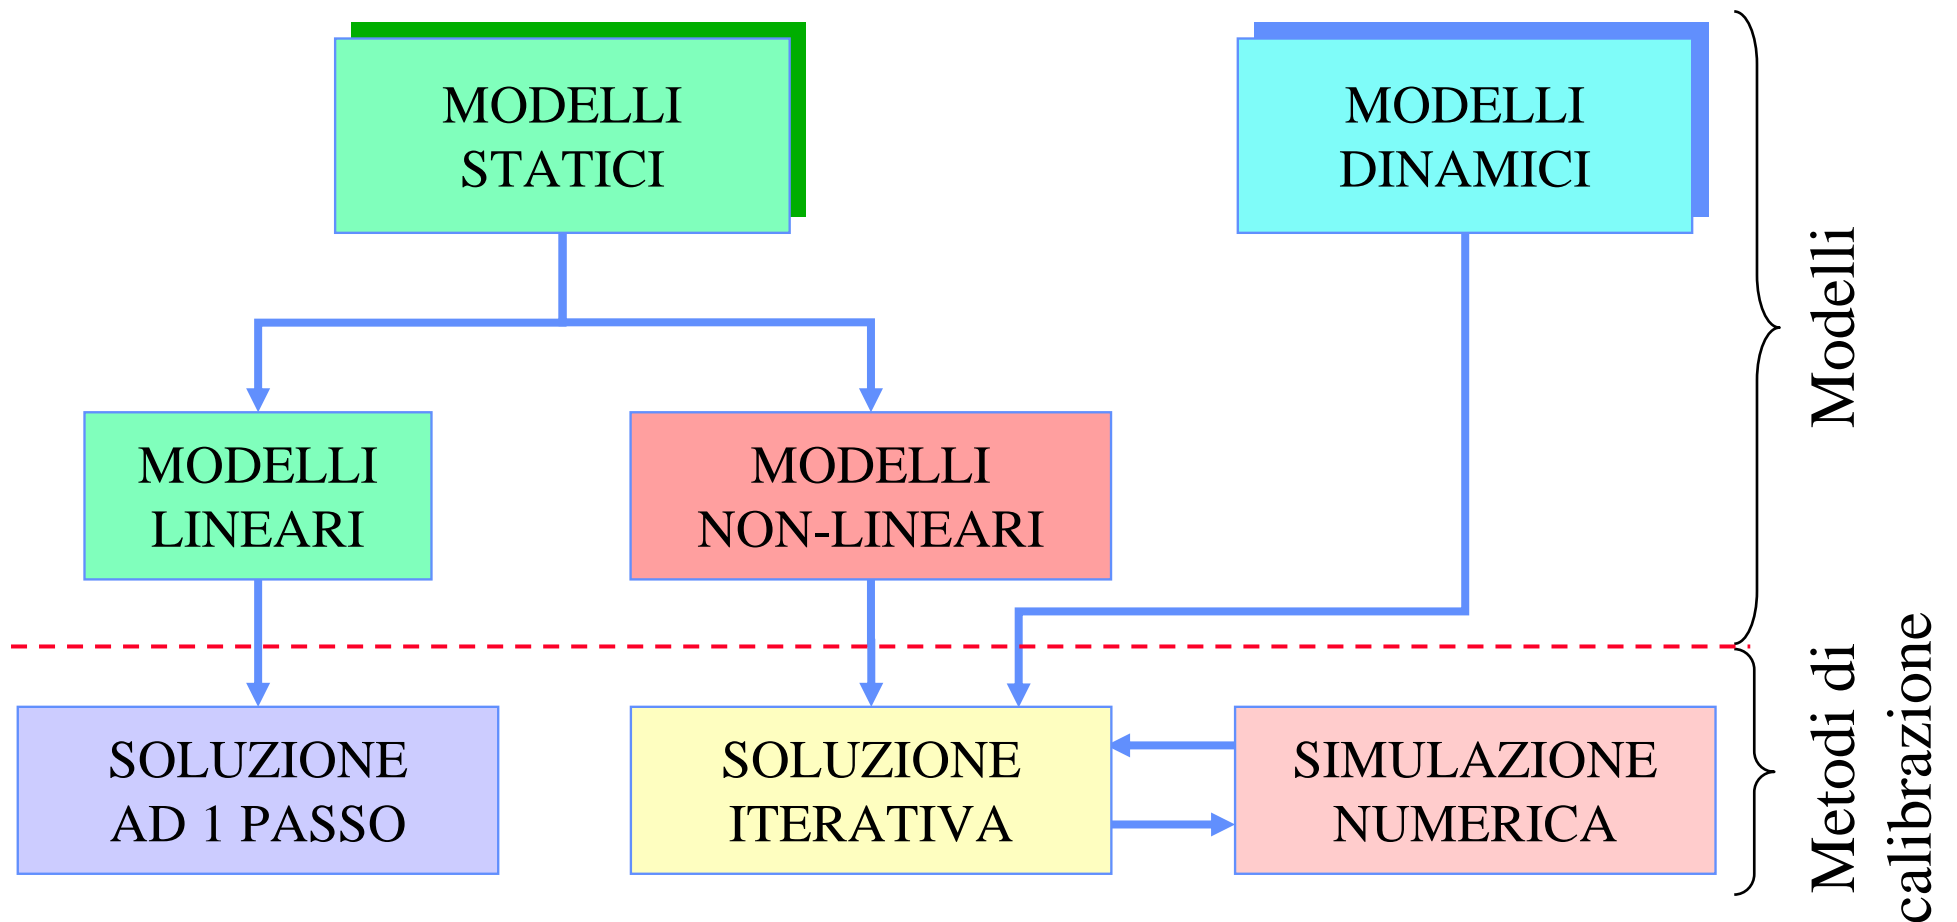 MODELLI
STATICI
MODELLI
DINAMICI
Modelli
MODELLI
LINEARI
MODELLI
NON-LINEARI
SOLUZIONE
AD 1 PASSO
SOLUZIONE
ITERATIVA
SIMULAZIONE
NUMERICA
Metodi di
calibrazione